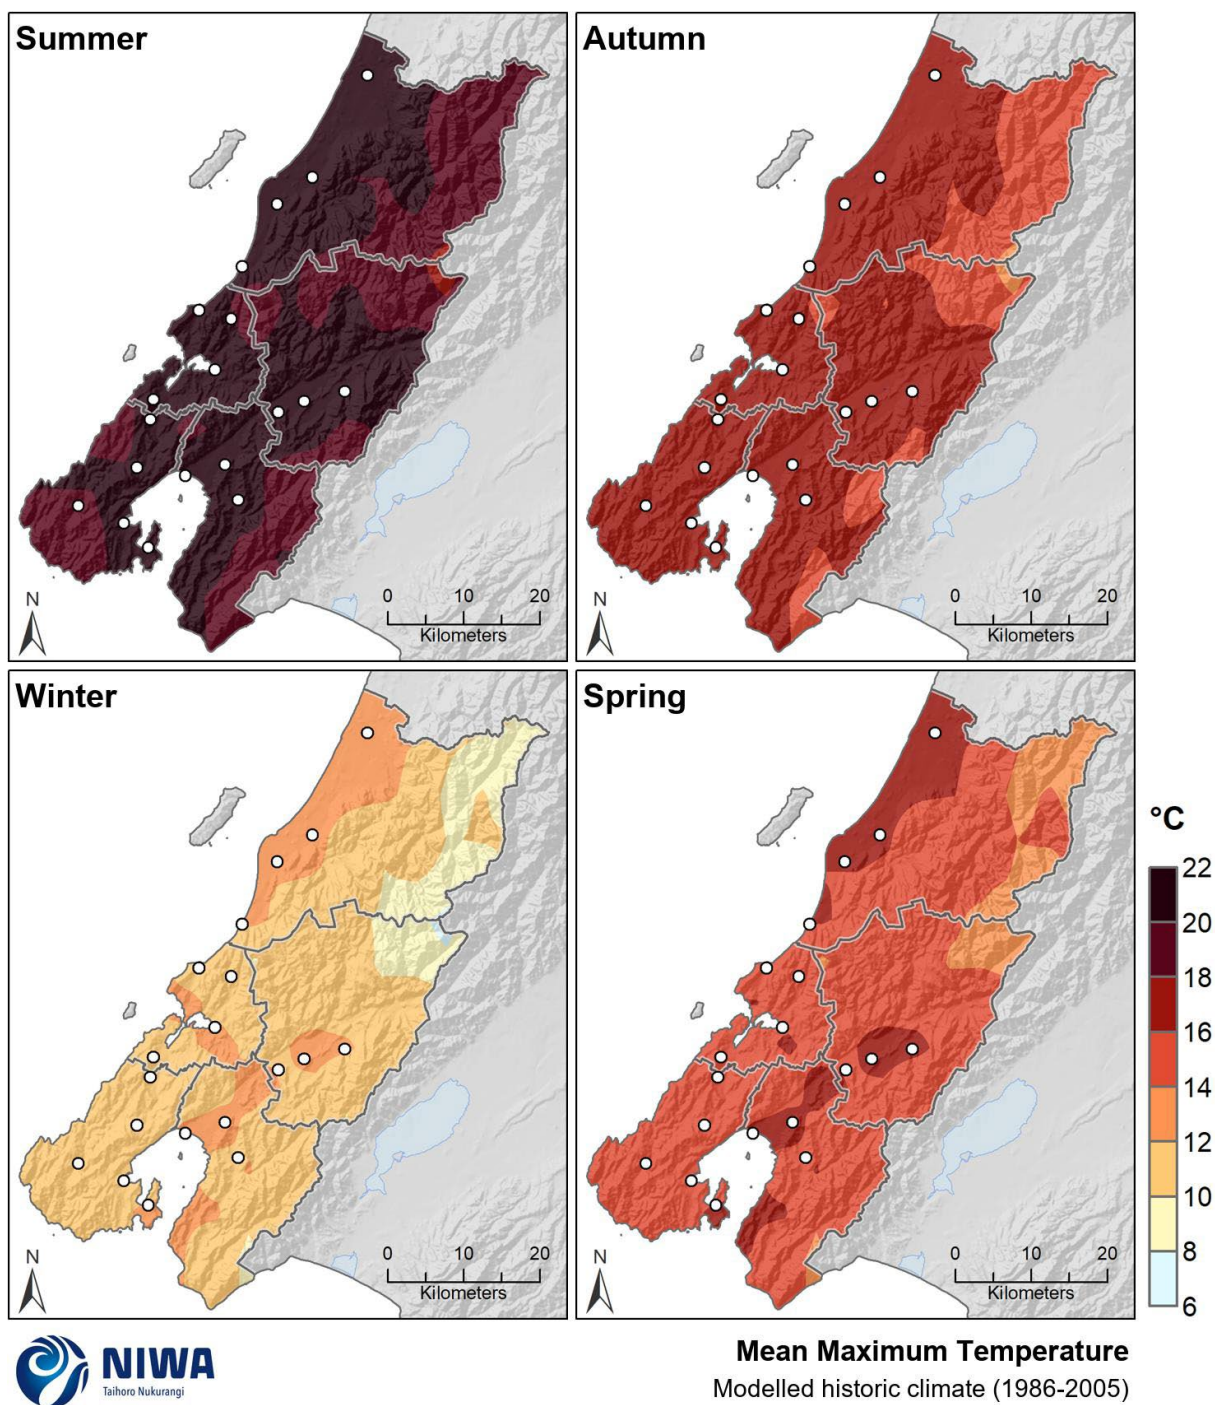 Summer
N
0 10 20
Kilometers
Autumn
N
0 10 20
Kilometers
Winter
N
0 10 20
Kilometers
Spring
N
0 10 20
Kilometers
°C
22
20
18
16
14
12
10
8
6
NIWA
Taihoro Nukurangi
Mean Maximum Temperature
Modelled historic climate (1986-2005)